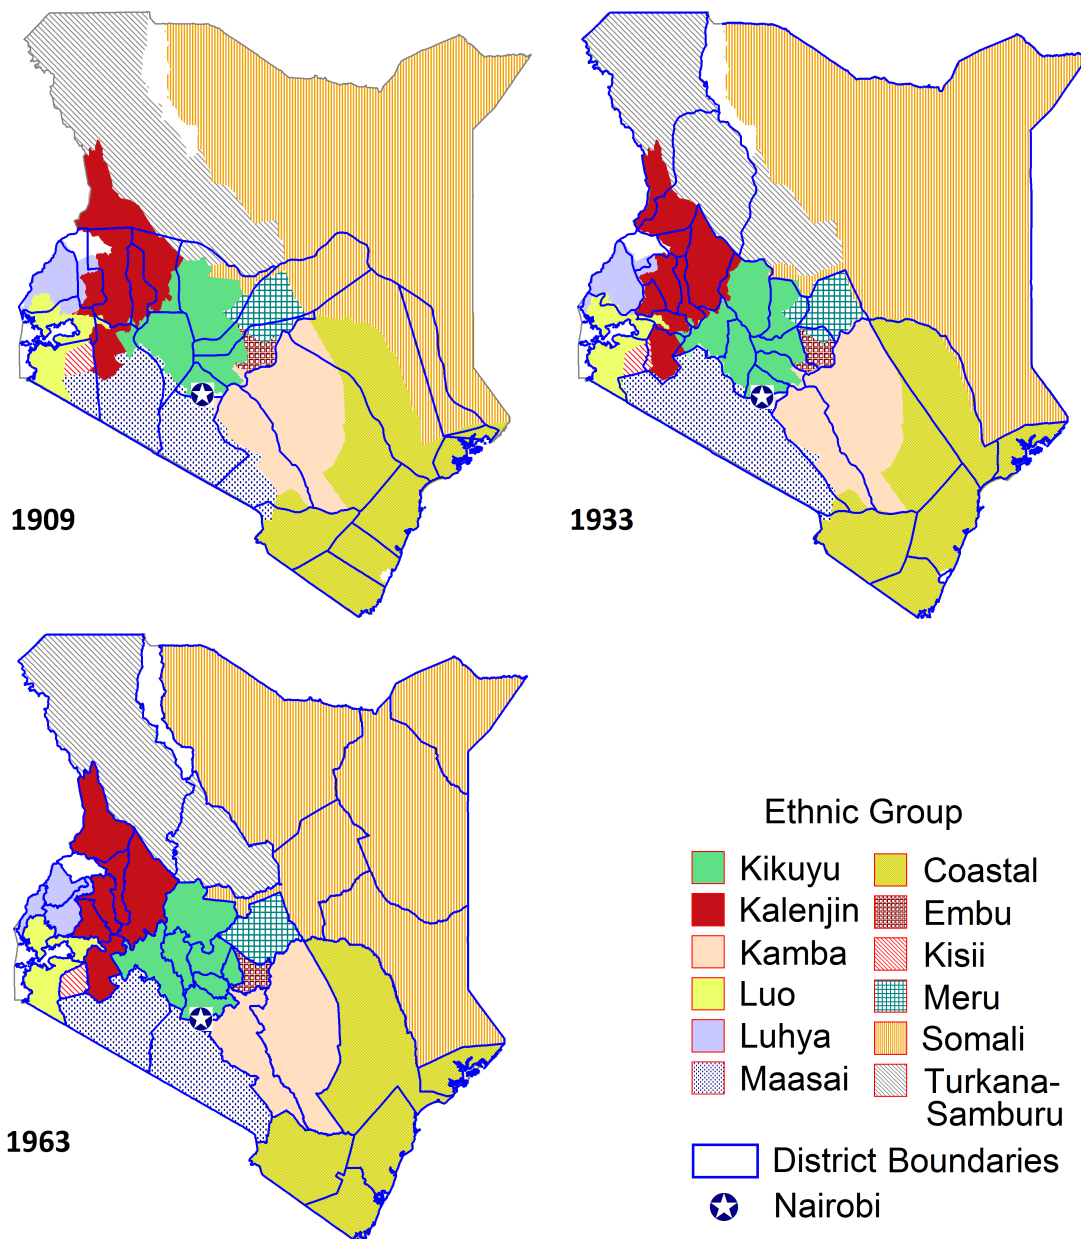 1909
1933
1963
Ethnic Group
Kikuyu
Kalenjin
Kamba
Luo
Luhya
Maasai
Coastal
Embu
Kisii
Meru
Somali
Turkana-
Samburu
District Boundaries
Nairobi